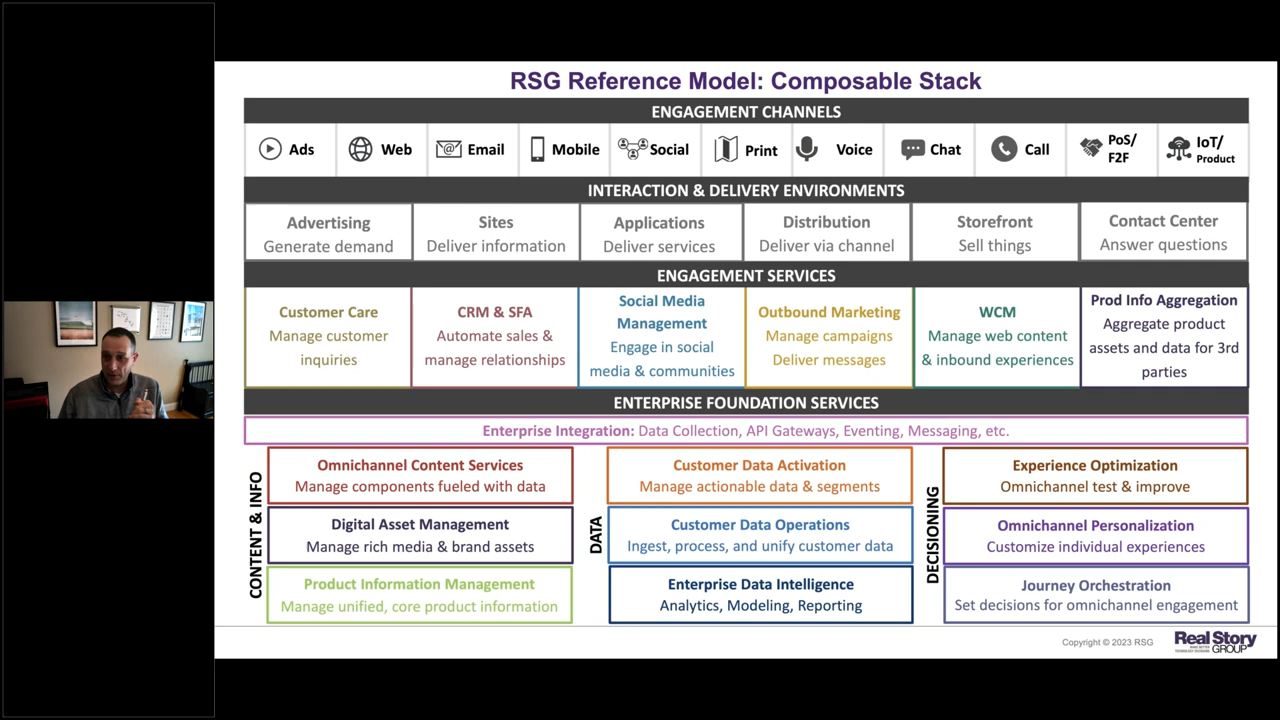 RSG Reference Model: Composable Stack
ENGAGEMENT CHANNELS
Ads
Web
Email
Mobile
Social
Print
Voice
Chat
Call
PoS/
F2F
IoT/
Product
INTERACTION & DELIVERY ENVIRONMENTS
Advertising
Generate demand
Sites
Deliver information
Applications
Deliver services
Distribution
Deliver via channel
Storefront
Sell things
Contact Center
Answer questions
ENGAGEMENT SERVICES
Customer Care
Manage customer
inquiries
CRM & SFA
Automate sales &
manage relationships
Social Media
Management
Engage in social
media & communities
Outbound Marketing
Manage campaigns
Deliver messages
WCM
Manage web content
& inbound experiences
Prod Info Aggregation
Aggregate product
assets and data for 3rd
parties
ENTERPRISE FOUNDATION SERVICES
Enterprise Integration: Data Collection, API Gateways, Eventing, Messaging, etc.
CONTENT & INFO
Omnichannel Content Services
Manage components fueled with data
Digital Asset Management
Manage rich media & brand assets
Product Information Management
Manage unified, core product information
DATA
Customer Data Activation
Manage actionable data & segments
Customer Data Operations
Ingest, process, and unify customer data
Enterprise Data Intelligence
Analytics, Modeling, Reporting
DECISIONING
Experience Optimization
Omnichannel test & improve
Omnichannel Personalization
Customize individual experiences
Journey Orchestration
Set decisions for omnichannel engagement
Copyright © 2023 RSG
Real Story
GROUP